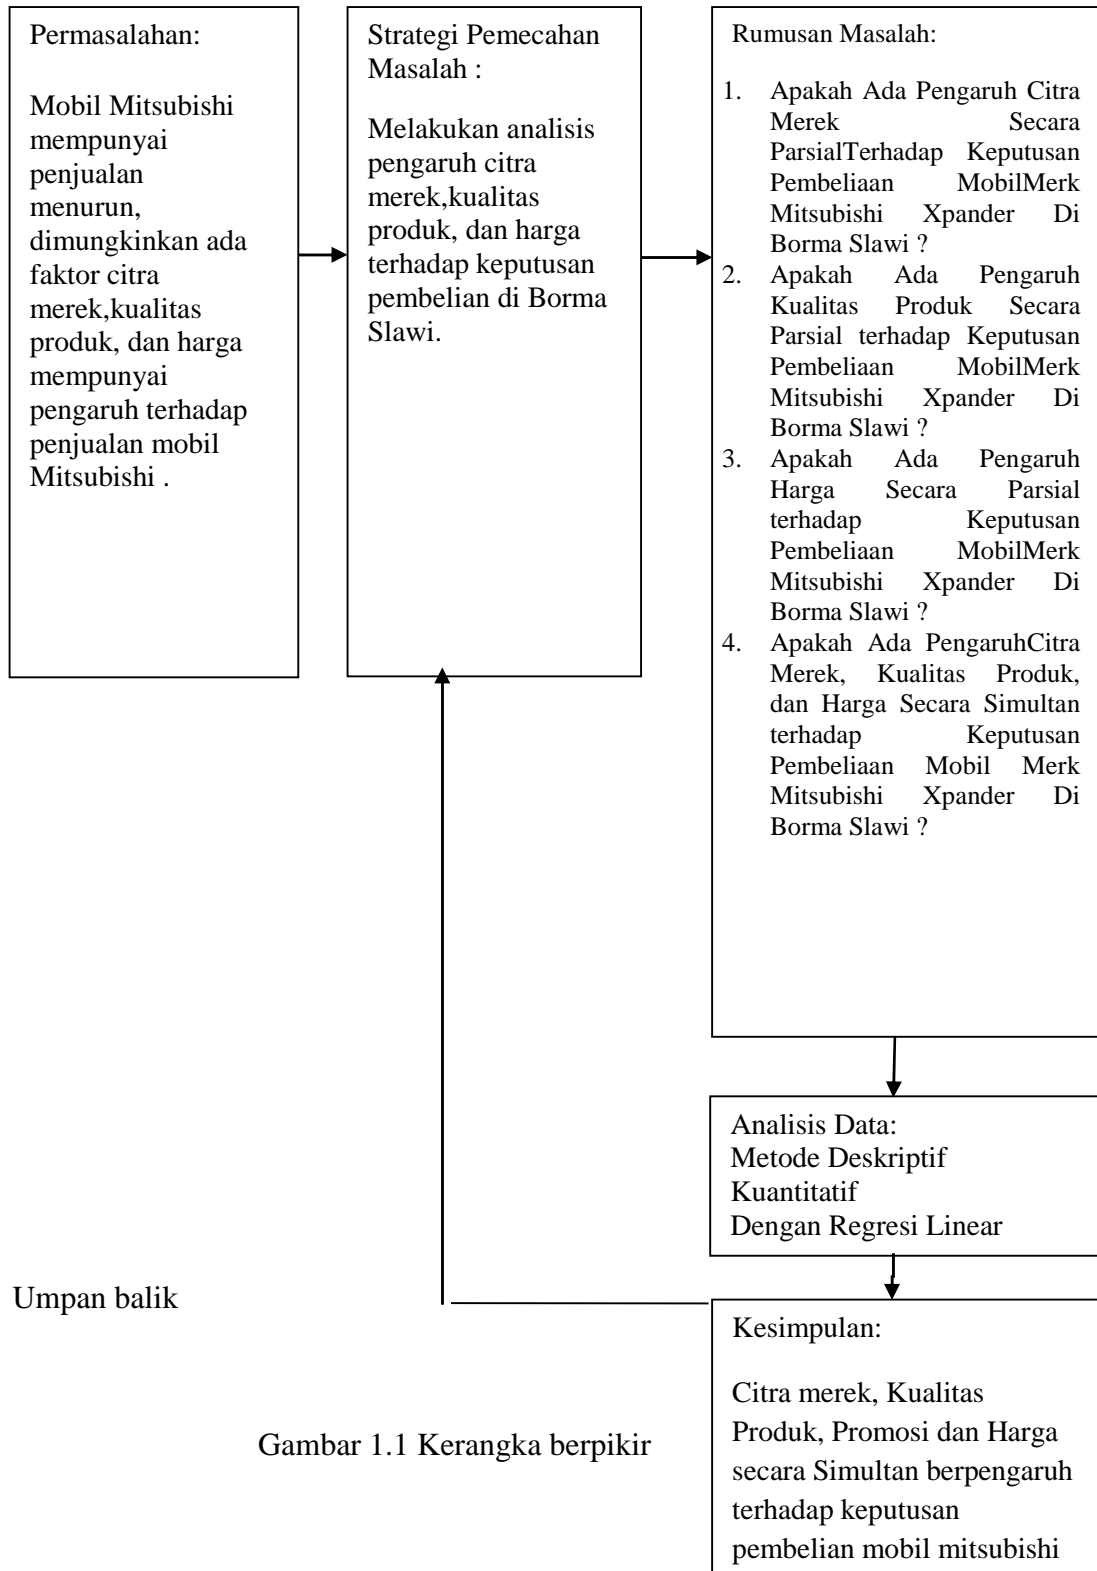 Permasalahan:
Mobil Mitsubishi
mempunyai
penjualan
menurun,
dimungkinkan ada
faktor citra
merek,kualitas
produk, dan harga
mempunyai
pengaruh terhadap
penjualan mobil
Mitsubishi .
Strategi Pemecahan
Masalah :
Melakukan analisis
pengaruh citra
merek,kualitas
produk, dan harga
terhadap keputusan
pembelian di Borma
Slawi.
Rumusan Masalah:
1. Apakah Ada Pengaruh Citra
Merek Secara
ParsialTerhadap Keputusan
Pembeliaan MobilMerk
Mitsubishi Xpander Di
Borma Slawi ?
2. Apakah Ada Pengaruh
Kualitas Produk Secara
Parsial terhadap Keputusan
Pembeliaan MobilMerk
Mitsubishi Xpander Di
Borma Slawi ?
3. Apakah Ada Pengaruh
Harga Secara Parsial
terhadap Keputusan
Pembeliaan MobilMerk
Mitsubishi Xpander Di
Borma Slawi ?
4. Apakah Ada PengaruhCitra
Merek, Kualitas Produk,
dan Harga Secara Simultan
terhadap Keputusan
Pembeliaan Mobil Merk
Mitsubishi Xpander Di
Borma Slawi ?
Analisis Data:
Metode Deskriptif
Kuantitatif
Dengan Regresi Linear
Umpan balik
Kesimpulan:
Citra merek, Kualitas
Produk, Promosi dan Harga
secara Simultan berpengaruh
terhadap keputusan
pembelian mobil mitsubishi
Gambar 1.1 Kerangka berpikir